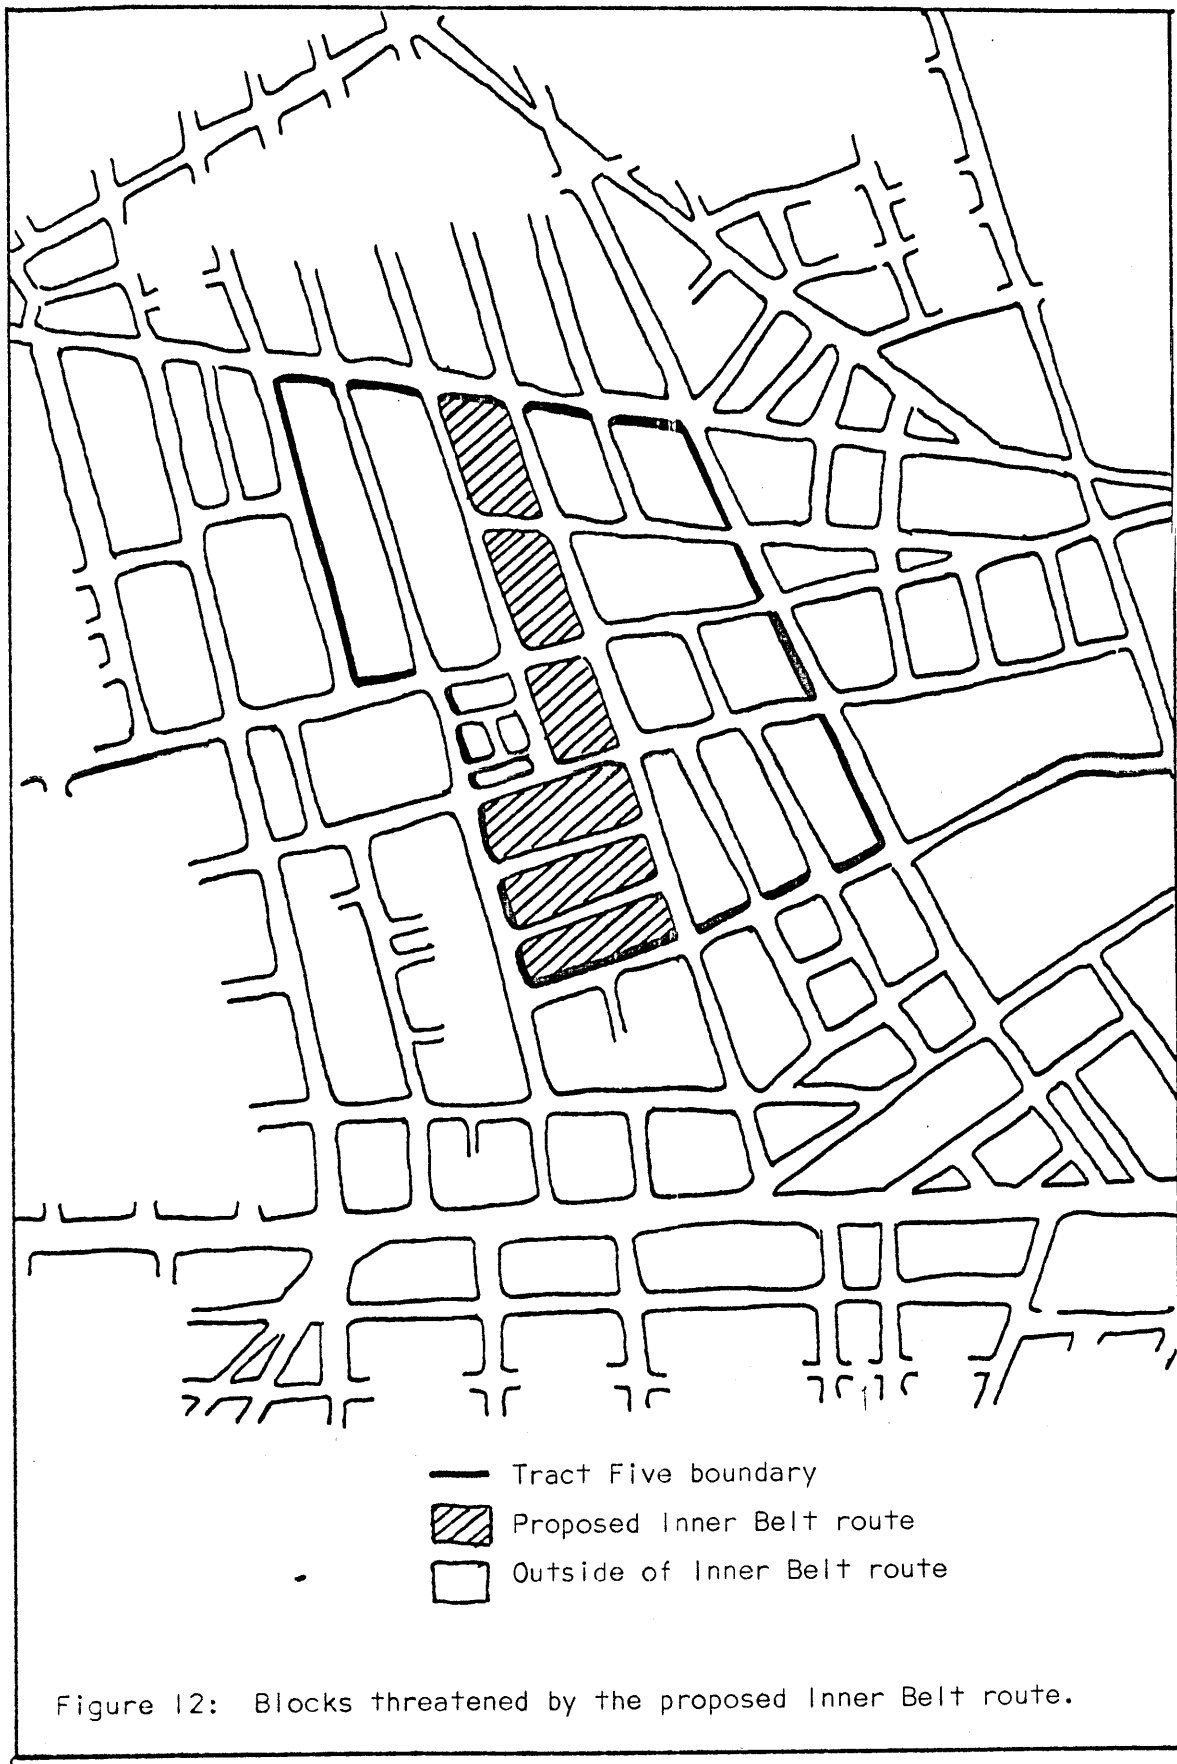 Tract Five boundary
Proposed Inner Belt route
Outside of Inner Belt route
Figure 12: Blocks threatened by the proposed Inner Belt route.